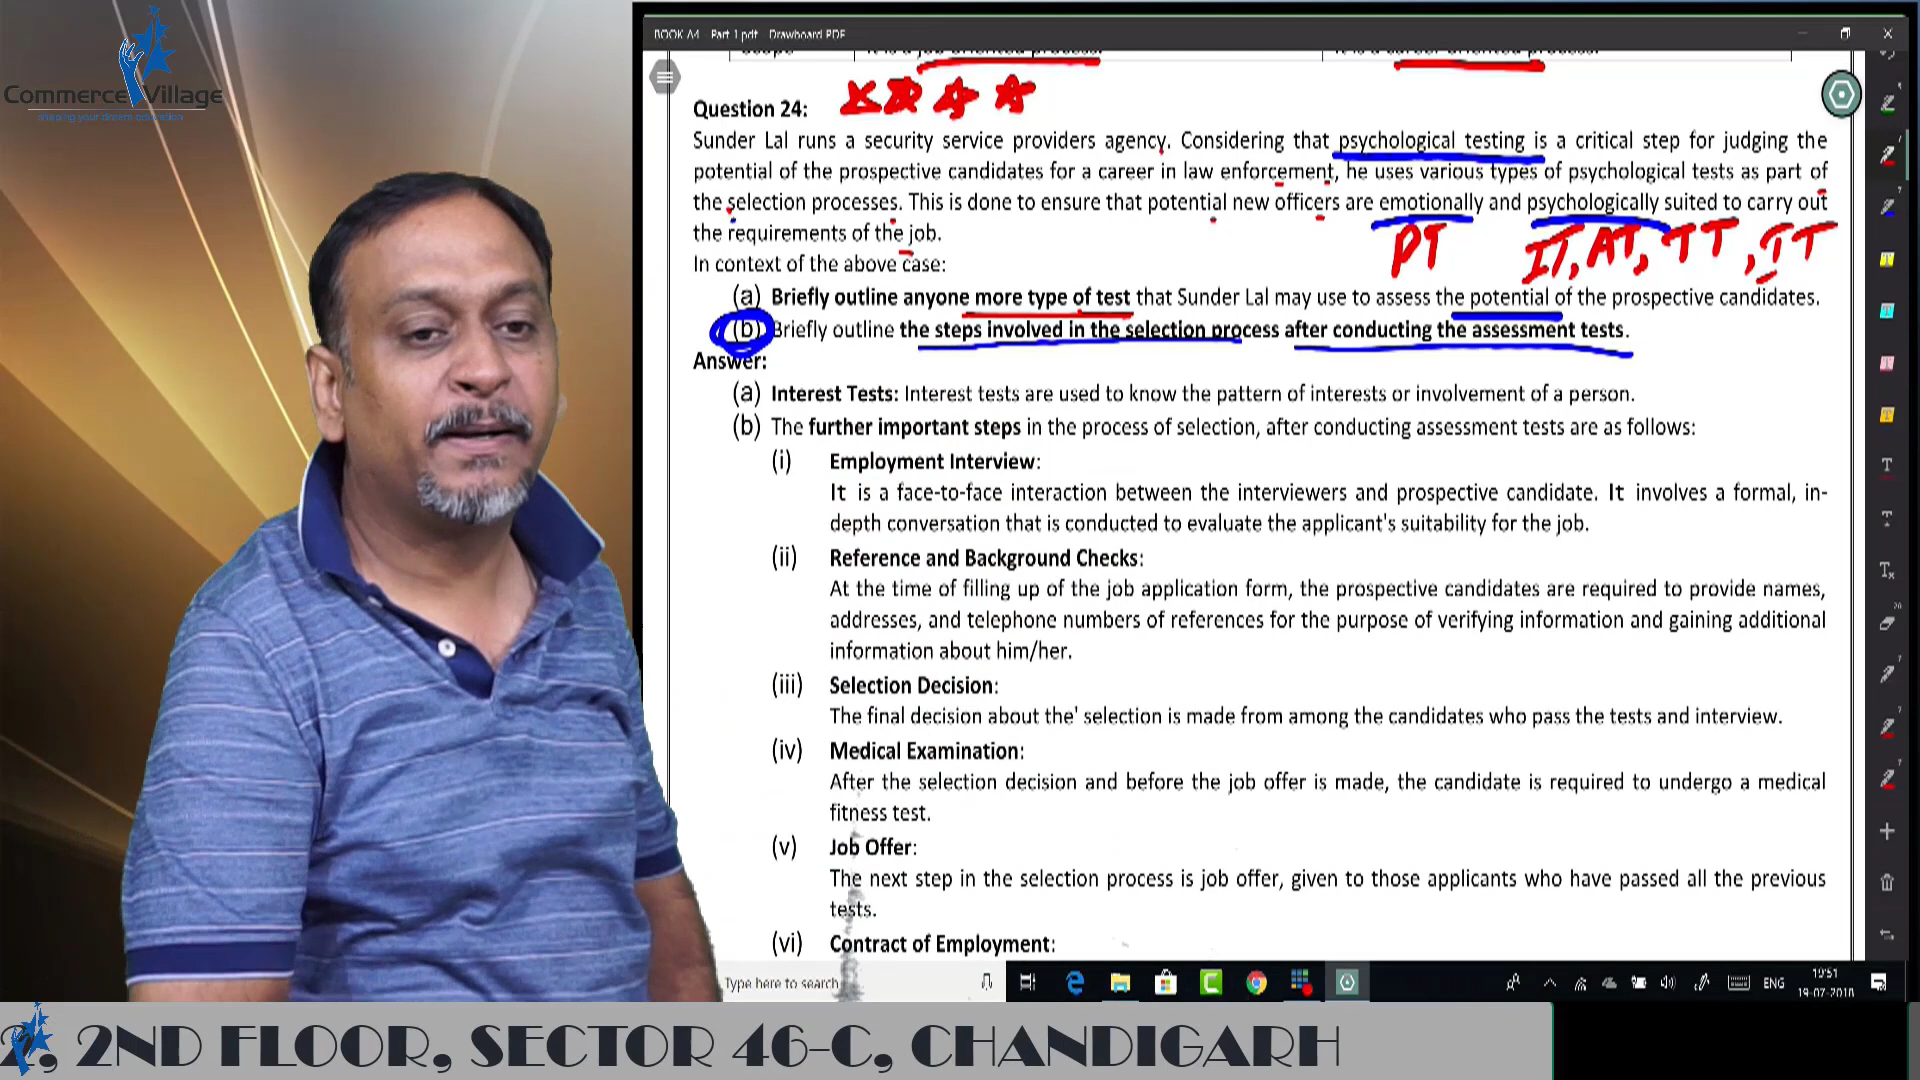 Commerce Village
shaping your dream education
BOOK A4 - Part 1.pdf - Drawboard PDF
Question 24:
Sunder Lal runs a security service providers agency. Considering that psychological testing is a critical step for judging the
potential of the prospective candidates for a career in law enforcement, he uses various types of psychological tests as part of
the selection processes. This is done to ensure that potential new officers are emotionally and psychologically suited to carry out
the requirements of the job.
PT IT, AT, TT, IT
In context of the above case:
(a) Briefly outline anyone more type of test that Sunder Lal may use to assess the potential of the prospective candidates.
(b) Briefly outline the steps involved in the selection process after conducting the assessment tests.
Answer:
(a) Interest Tests: Interest tests are used to know the pattern of interests or involvement of a person.
(b) The further important steps in the process of selection, after conducting assessment tests are as follows:
(i) Employment Interview:
It is a face-to-face interaction between the interviewers and prospective candidate. It involves a formal, in-
depth conversation that is conducted to evaluate the applicant's suitability for the job.
(ii) Reference and Background Checks:
At the time of filling up of the job application form, the prospective candidates are required to provide names,
addresses, and telephone numbers of references for the purpose of verifying information and gaining additional
information about him/her.
(iii) Selection Decision:
The final decision about the' selection is made from among the candidates who pass the tests and interview.
(iv) Medical Examination:
After the selection decision and before the job offer is made, the candidate is required to undergo a medical
fitness test.
(v) Job Offer:
The next step in the selection process is job offer, given to those applicants who have passed all the previous
tests.
(vi) Contract of Employment:
Type here to search
ENG
19:51
19-07-2018
2, 2ND FLOOR, SECTOR 46-C, CHANDIGARH